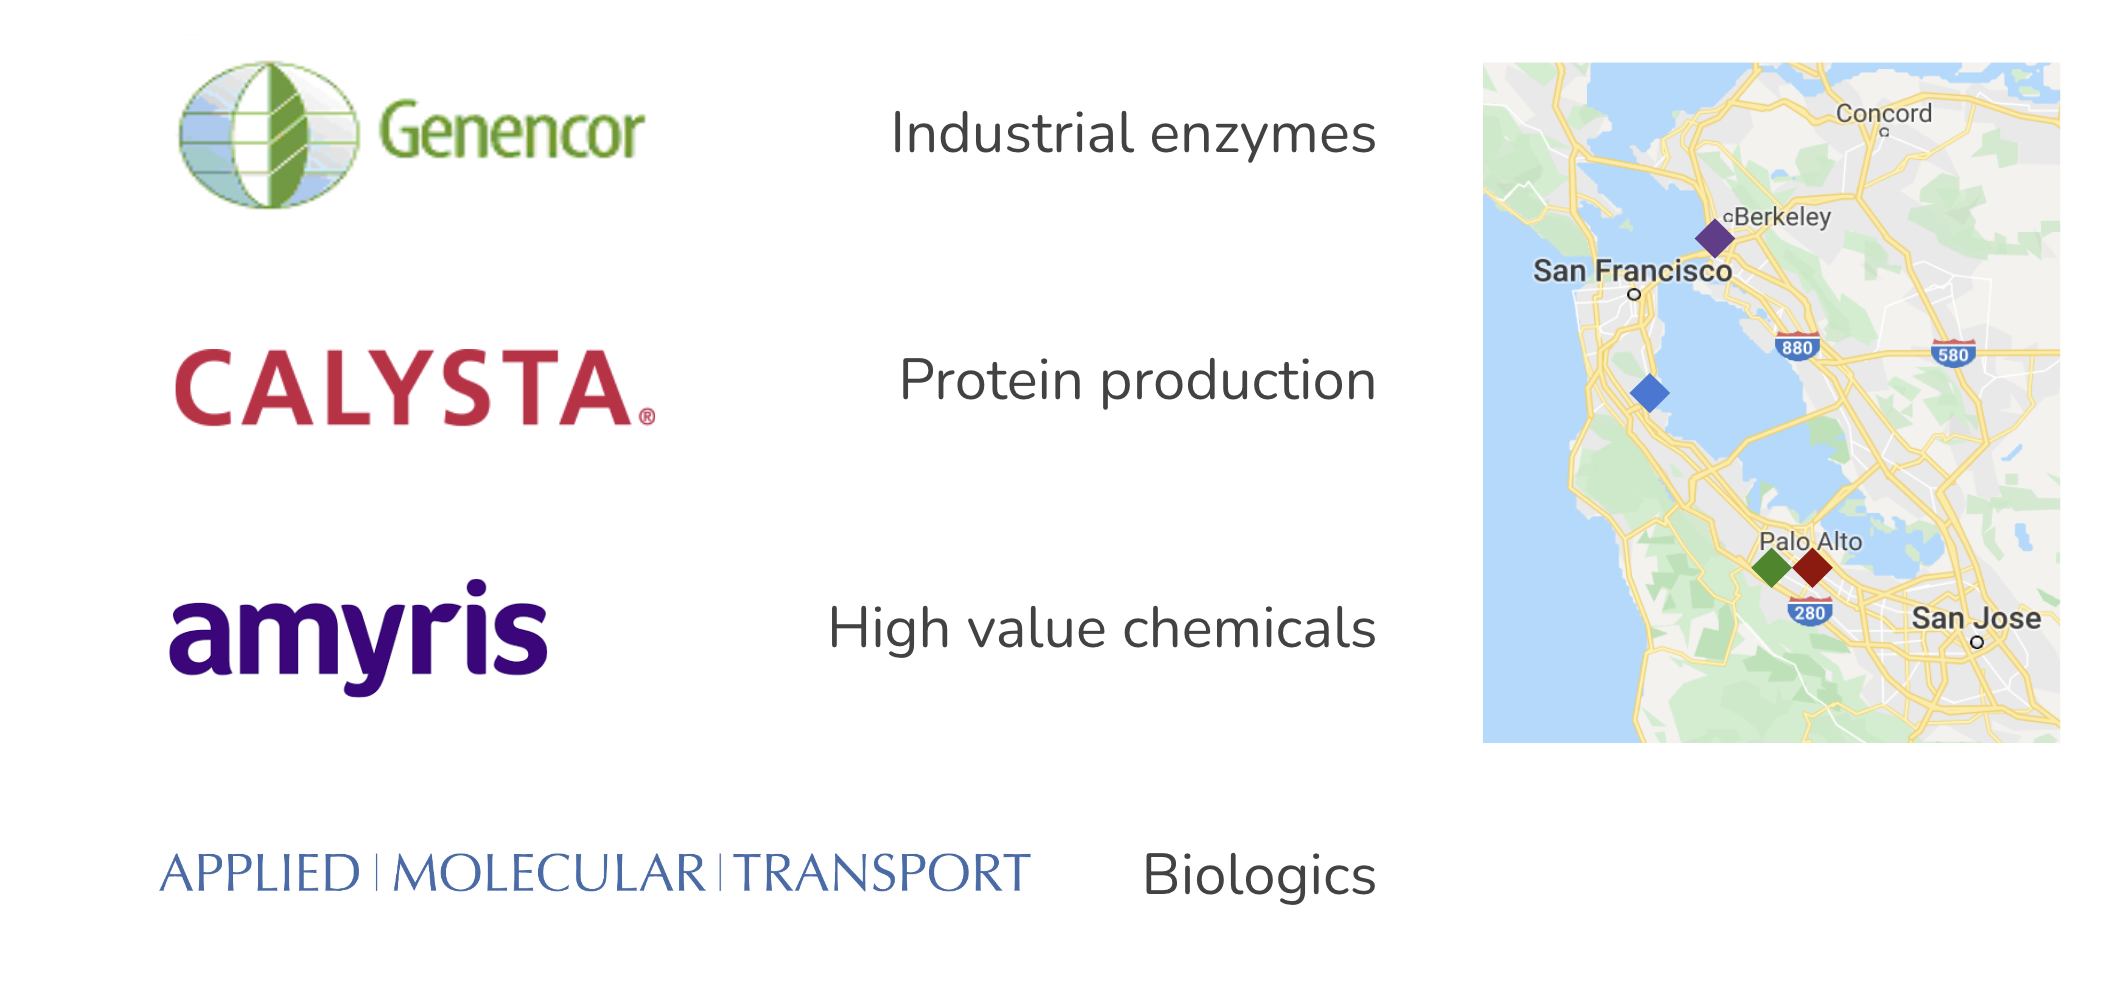 Genencor
Industrial enzymes
CALYSTA®
Protein production
amyris
High value chemicals
APPLIED | MOLECULAR | TRANSPORT
Biologics
Concord
Berkeley
San Francisco
880
580
Palo Alto
280
San Jose